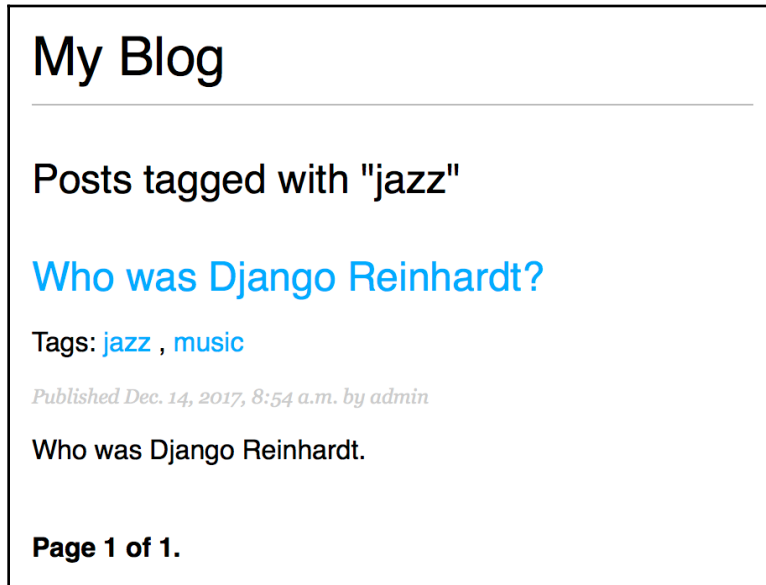 My Blog
Posts tagged with "jazz"
Who was Django Reinhardt?
Tags: jazz , music
Published Dec. 14, 2017, 8:54 a.m. by admin
Who was Django Reinhardt.
Page 1 of 1.